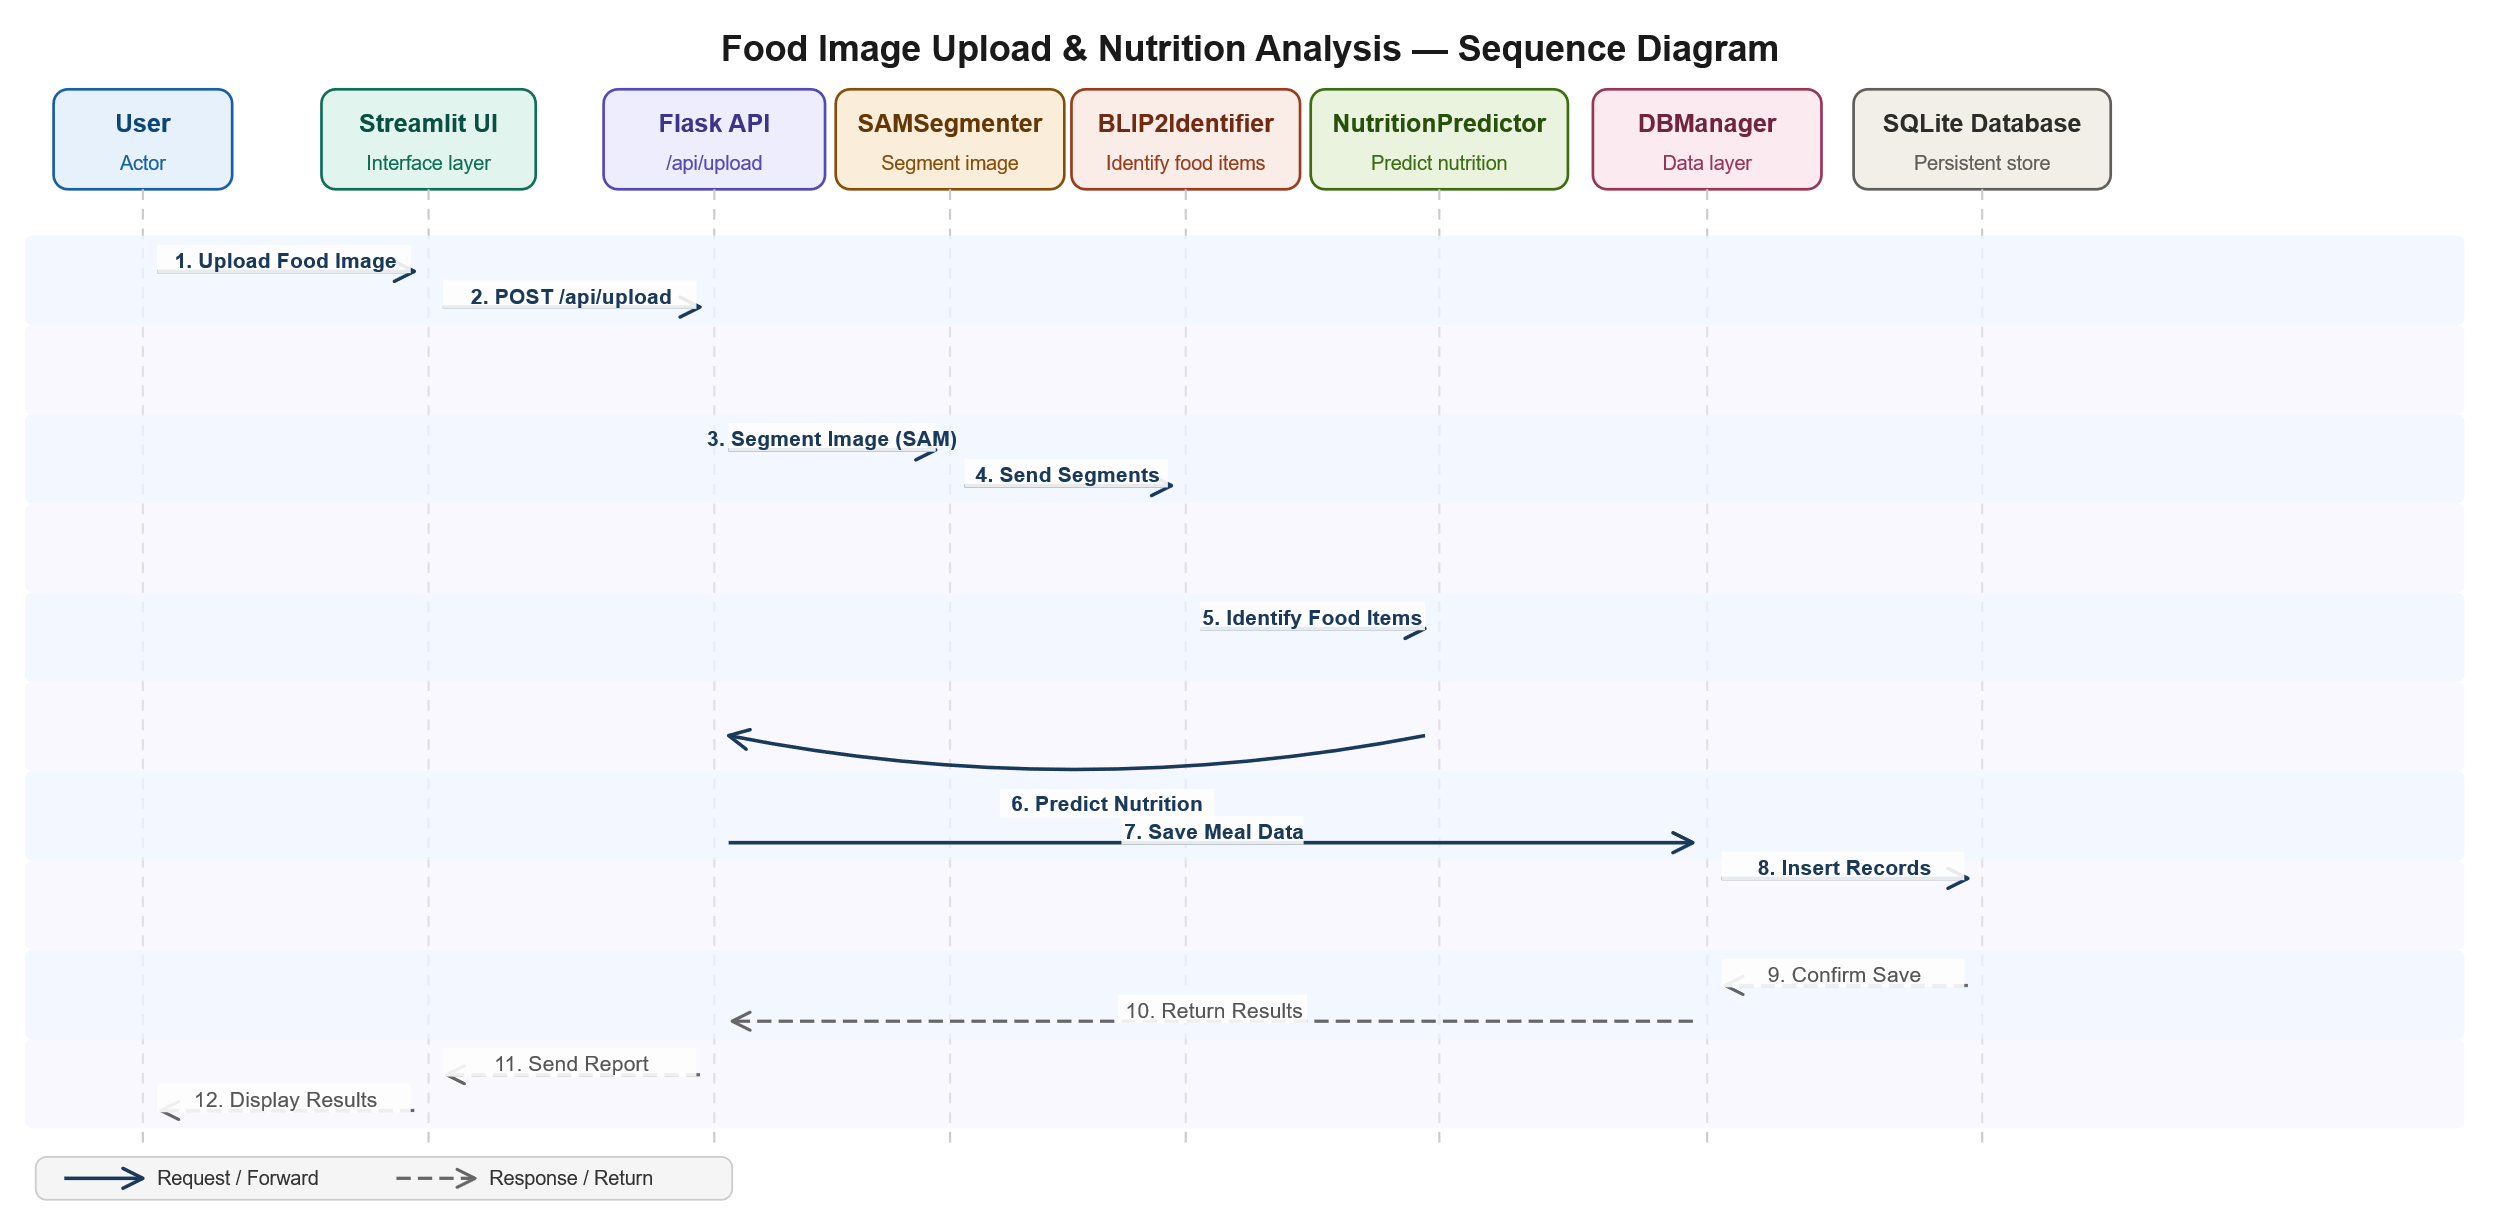 Food Image Upload & Nutrition Analysis — Sequence Diagram
User
Actor
Streamlit UI
Interface layer
Flask API
/api/upload
SAMSegmenter
Segment image
BLIP2Identifier
Identify food items
NutritionPredictor
Predict nutrition
DBManager
Data layer
SQLite Database
Persistent store
1. Upload Food Image
2. POST /api/upload
3. Segment Image (SAM)
4. Send Segments
5. Identify Food Items
6. Predict Nutrition
7. Save Meal Data
8. Insert Records
9. Confirm Save
10. Return Results
11. Send Report
12. Display Results
Request / Forward
Response / Return